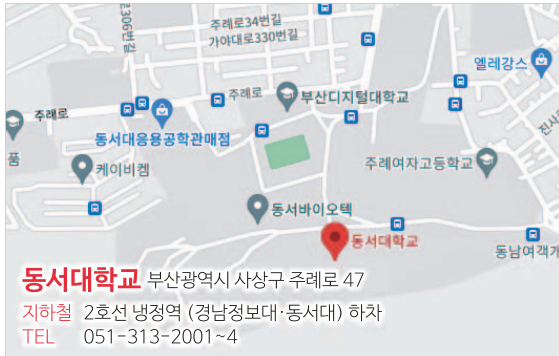 로306번길
주례로34번길
가야대로330번길
엘레강스
주례로
주례로
부산디지털대학교
동서대응용공학관매점
진사
품
케이비켐
주례여자고등학교
동서바이오텍
동서대학교
동남여객개
동서대학교 부산광역시 사상구 주례로 47
지하철 2호선 냉정역 (경남정보대·동서대) 하차
TEL 051-313-2001~4